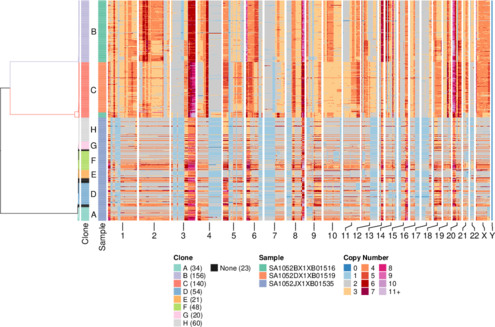 B
C
H
G
F
E
D
A
Clone
Sample
1 2 3 4 5 6 7 8 9 10 11 12 13 14 15 16 17 18 19 20 21 22 X Y
Clone
A (34)
B (156)
C (140)
D (54)
E (21)
F (48)
G (20)
H (60)
None (23)
Sample
SA1052BX1XB01516
SA1052DX1XB01519
SA1052JX1XB01535
Copy Number
0 4 8
1 5 9
2 6 10
3 7 11+